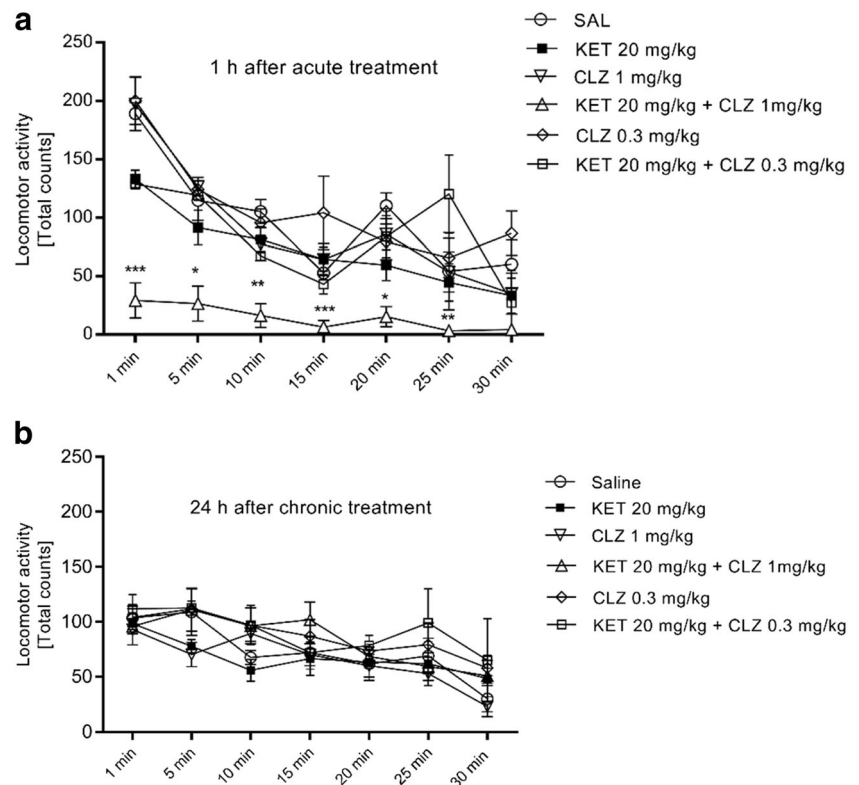 a
1 h after acute treatment
Locomotor activity
[Total counts]
250
200
150
100
50
0
***
*
**
***
*
**
1 min
5 min
10 min
15 min
20 min
25 min
30 min
SAL
KET 20 mg/kg
CLZ 1 mg/kg
KET 20 mg/kg + CLZ 1mg/kg
CLZ 0.3 mg/kg
KET 20 mg/kg + CLZ 0.3 mg/kg
b
24 h after chronic treatment
Locomotor activity
[Total counts]
250
200
150
100
50
0
1 min
5 min
10 min
15 min
20 min
25 min
30 min
Saline
KET 20 mg/kg
CLZ 1 mg/kg
KET 20 mg/kg + CLZ 1mg/kg
CLZ 0.3 mg/kg
KET 20 mg/kg + CLZ 0.3 mg/kg